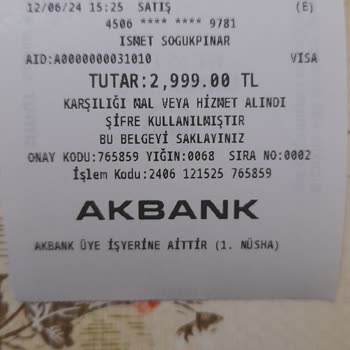 12/06/24 15:25 SATIŞ (E)
4506 **** **** 9781
ISMET SOGUKPINAR
AID:A0000000031010 VISA
TUTAR:2,999.00 TL
KARŞILIĞI MAL VEYA HİZMET ALINDI
ŞİFRE KULLANILMIŞTIR
BU BELGEYİ SAKLAYINIZ
ONAY KODU:765859 YIĞIN:0068 SIRA NO:0002
İşlem Kodu:2406 121525 765859
AKBANK
AKBANK ÜYE İŞYERİNE AİTTİR (1. NÜSHA)